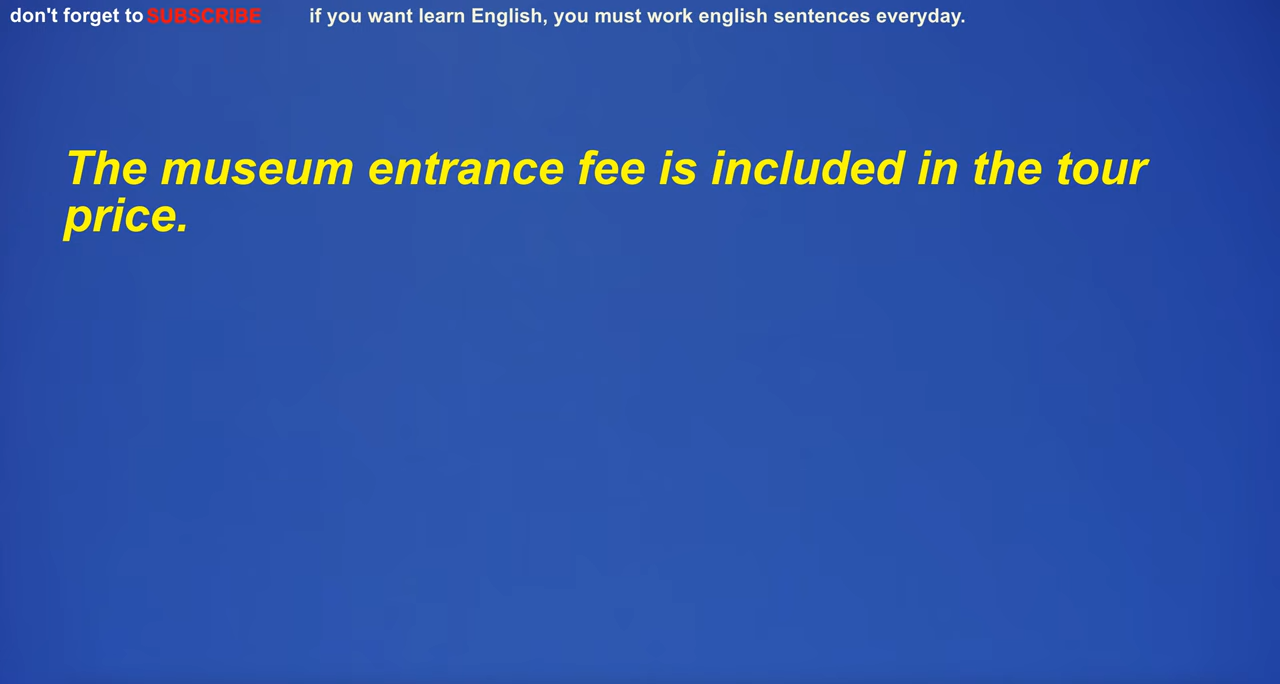 don't forget to SUBSCRIBE if you want learn English, you must work english sentences everyday.
The museum entrance fee is included in the tour
price.